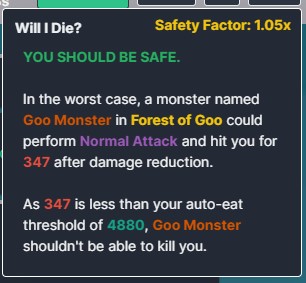 Will I Die?
Safety Factor: 1.05x
YOU SHOULD BE SAFE.
In the worst case, a monster named
Goo Monster in Forest of Goo could
perform Normal Attack and hit you for
347 after damage reduction.
As 347 is less than your auto-eat
threshold of 4880, Goo Monster
shouldn't be able to kill you.